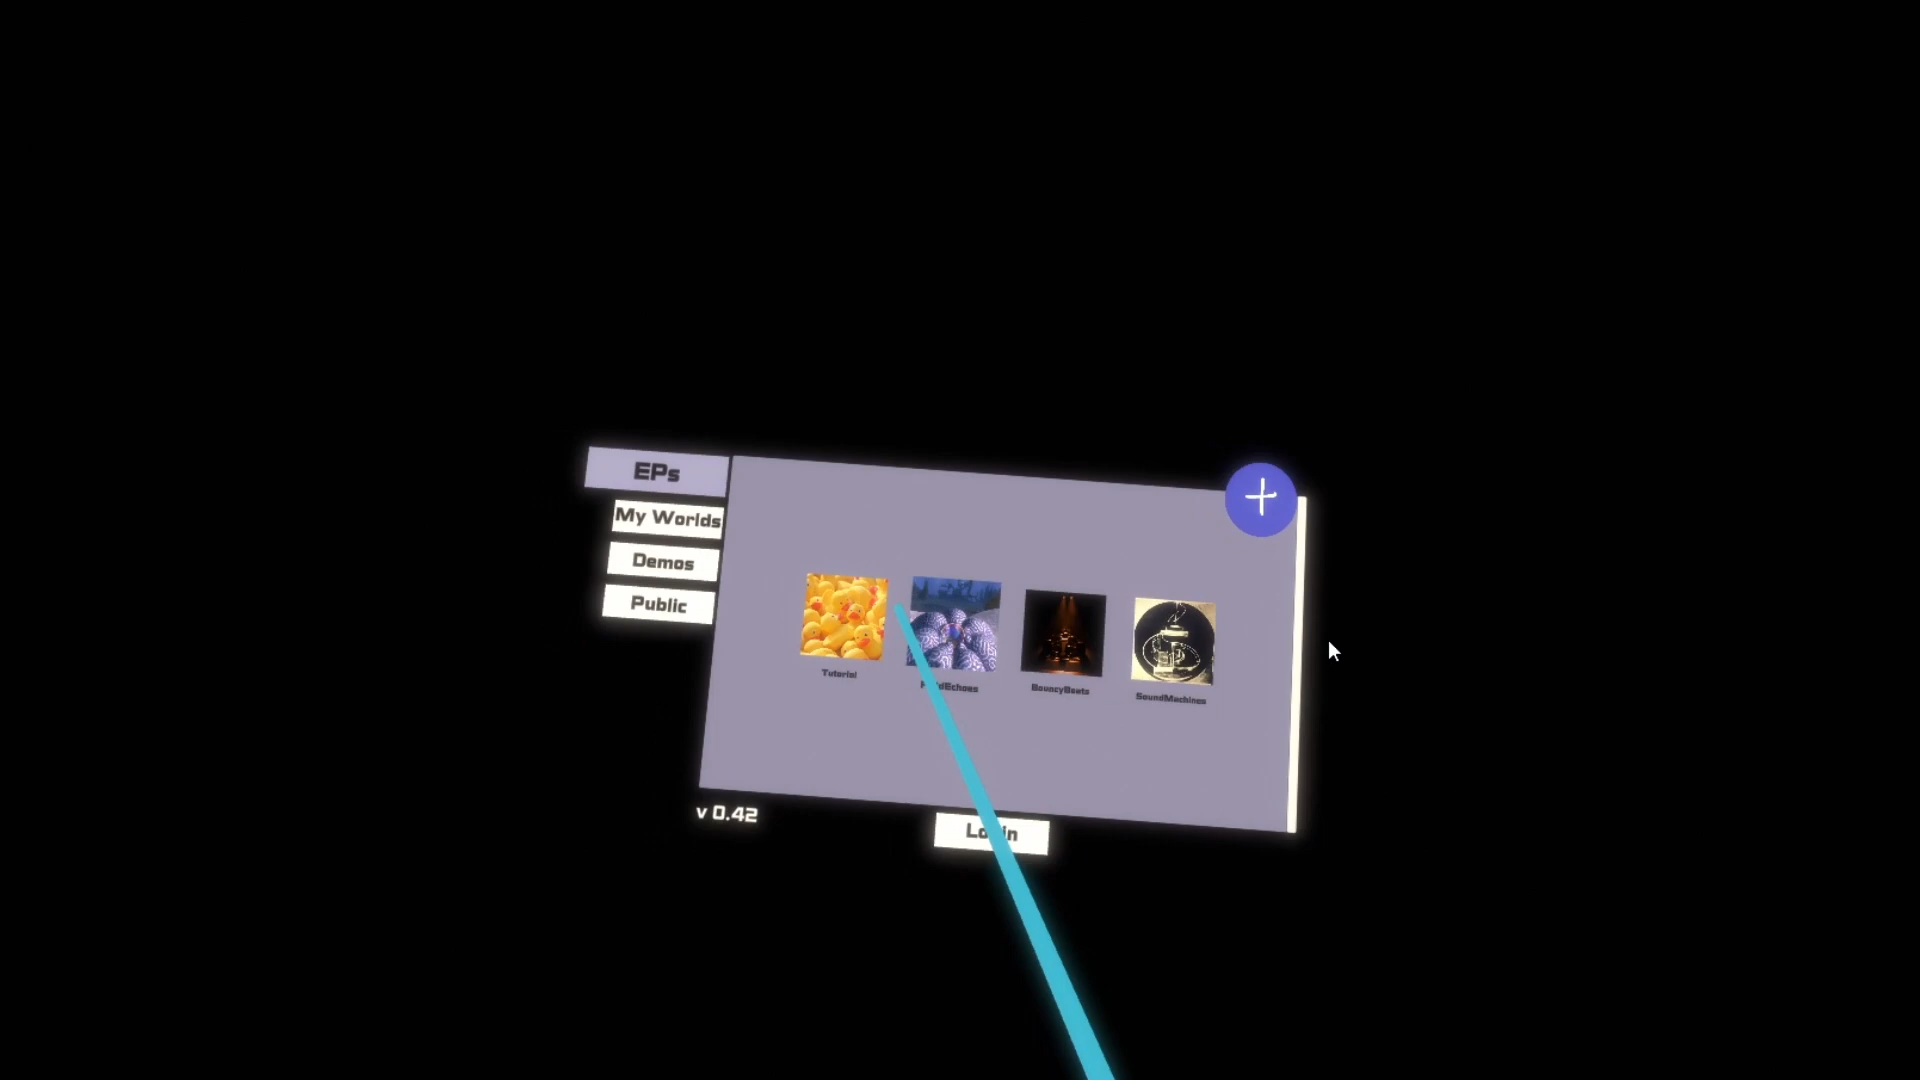 EPs
My Worlds
Demos
Public
Tutorial
BouncyBeats
SoundMachines
v 0.42